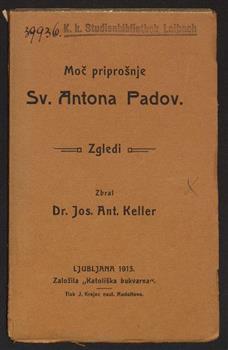 39936. K. k. Studienbibliothek Laibach
Moč priprošnje
Sv. Antona Padov.
Zgledi
Zbral
Dr. Jos. Ant. Keller
LJUBLJANA 1913.
Založila „Katoliška bukvarna“.
Tisk J. Krajec nasl. Rudolfovo.